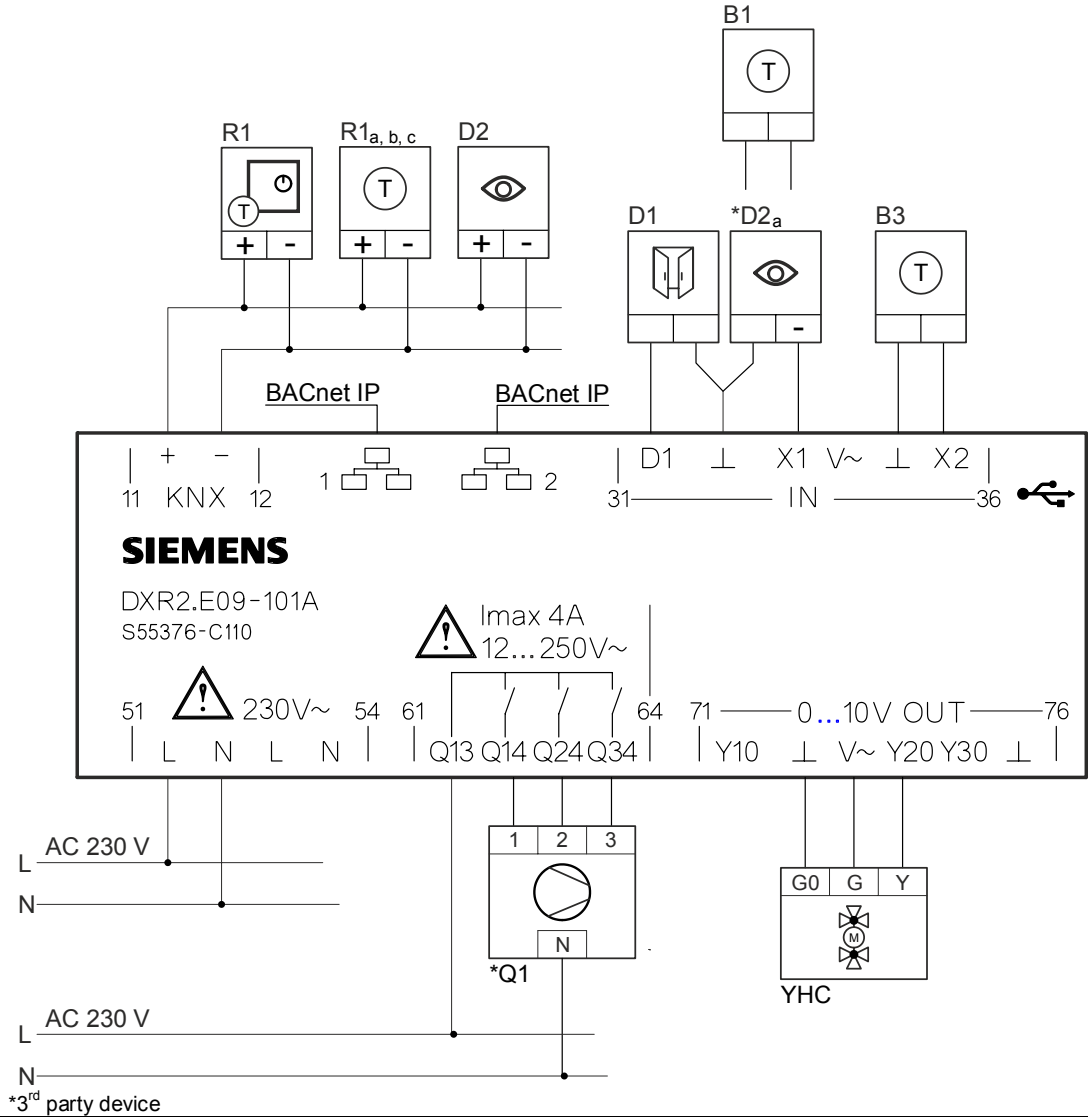 B1
T
R1
R1a, b, c
D2
D1
*D2a
B3
T
T
T
+ -
+ -
+ -
-
BACnet IP
BACnet IP
+ -
D1 ⊥ X1 V~ ⊥ X2
11 KNX 12
1
2
31 IN 36
SIEMENS
DXR2.E09-101A
S55376-C110
Imax 4A
12...250V~
51 230V~ 54
61 64
71 0...10V OUT 76
L N L N
Q13 Q14 Q24 Q34
Y10 ⊥ V~ Y20 Y30 ⊥
1 2 3
N
*Q1
G0 G Y
M
YHC
L AC 230 V
N
L AC 230 V
N
*3rd party device